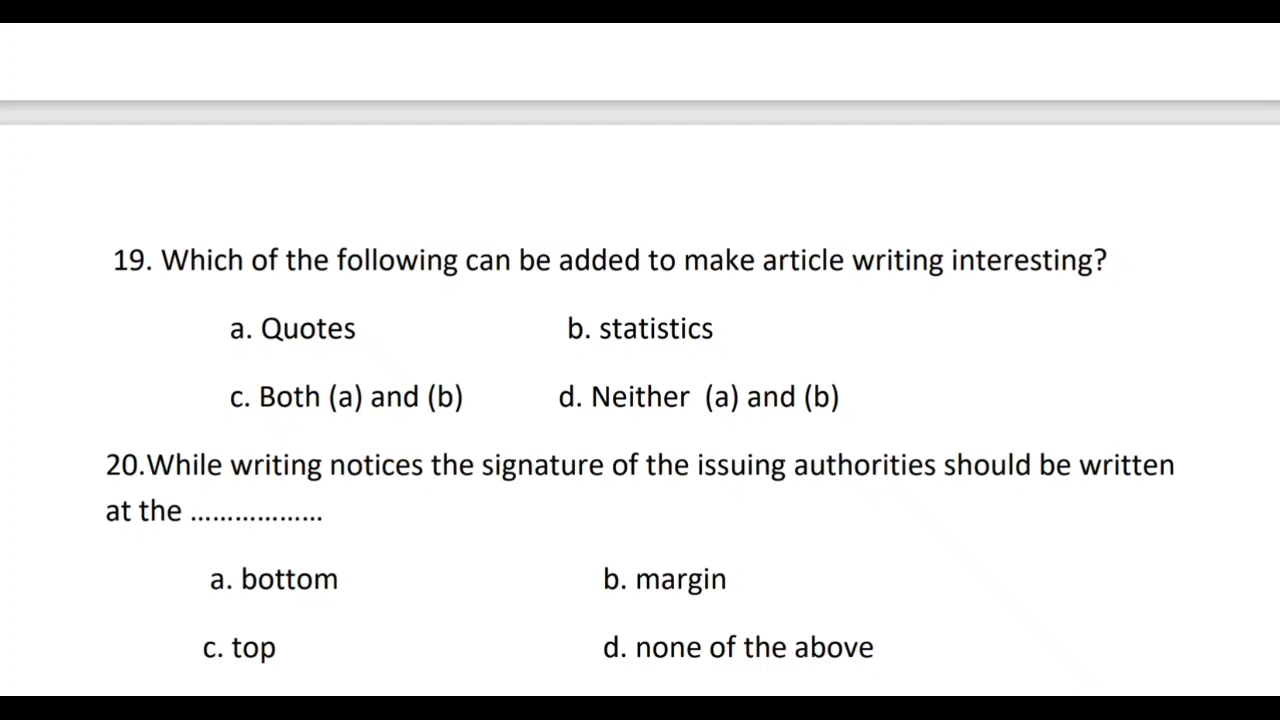 19. Which of the following can be added to make article writing interesting?
a. Quotes b. statistics
c. Both (a) and (b) d. Neither (a) and (b)
20.While writing notices the signature of the issuing authorities should be written
at the ..................
a. bottom b. margin
c. top d. none of the above